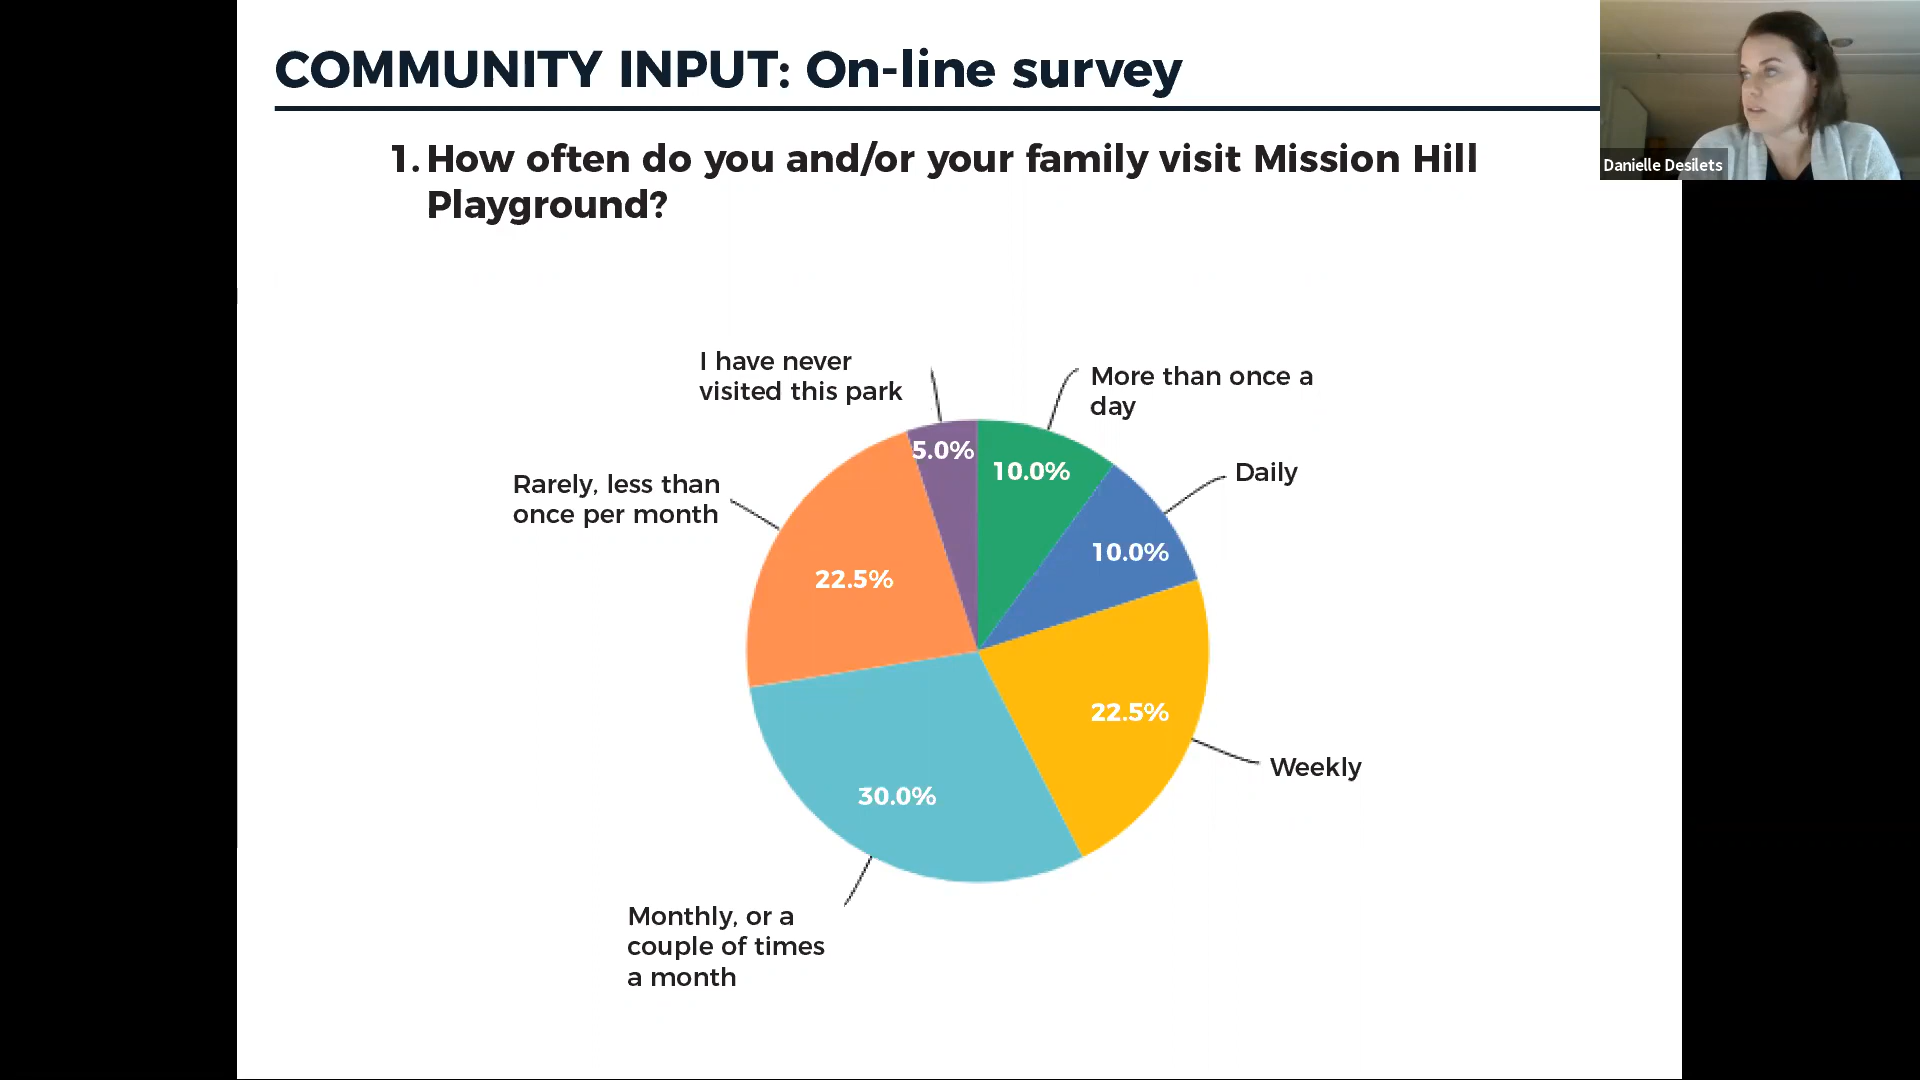 COMMUNITY INPUT: On-line survey
Danielle Desilets
1. How often do you and/or your family visit Mission Hill
Playground?
I have never
visited this park
More than once a
day
5.0%
10.0%
Daily
Rarely, less than
once per month
10.0%
22.5%
22.5%
Weekly
30.0%
Monthly, or a
couple of times
a month